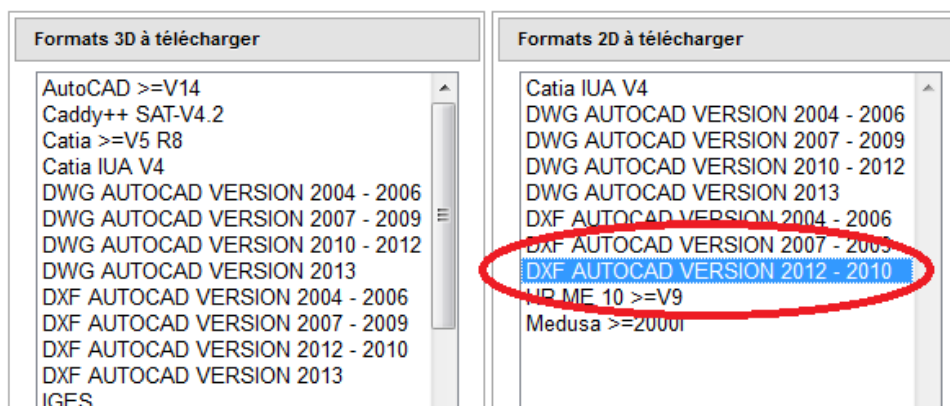 Formats 3D à télécharger
AutoCAD >=V14
Caddy++ SAT-V4.2
Catia >=V5 R8
Catia IUA V4
DWG AUTOCAD VERSION 2004 - 2006
DWG AUTOCAD VERSION 2007 - 2009
DWG AUTOCAD VERSION 2010 - 2012
DWG AUTOCAD VERSION 2013
DXF AUTOCAD VERSION 2004 - 2006
DXF AUTOCAD VERSION 2007 - 2009
DXF AUTOCAD VERSION 2012 - 2010
DXF AUTOCAD VERSION 2013
IGES
Formats 2D à télécharger
Catia IUA V4
DWG AUTOCAD VERSION 2004 - 2006
DWG AUTOCAD VERSION 2007 - 2009
DWG AUTOCAD VERSION 2010 - 2012
DWG AUTOCAD VERSION 2013
DXF AUTOCAD VERSION 2004 - 2006
DXF AUTOCAD VERSION 2007 -
DXF AUTOCAD VERSION 2012 - 2010
ME 10 >=V9
Medusa >=2000i